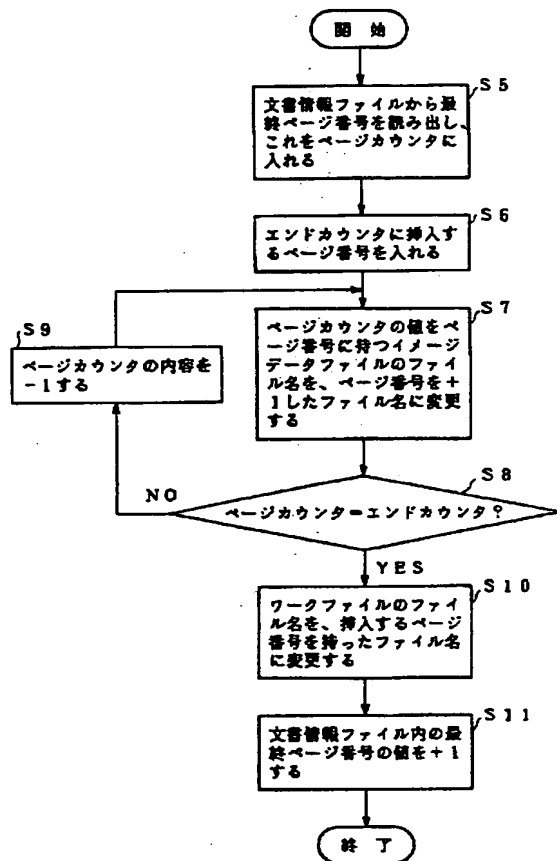 開始
S5
文書情報ファイルから最
終ページ番号を読み出し、
これをページカウンタに
入れる
S6
エンドカウンタに挿入す
るページ番号を入れる
S7
ページカウンタの値をペ
ージ番号に持つイメージ
データファイルのファイ
ル名を、ページ番号を+
1したファイル名に変更
する
S9
ページカウンタの内容を
-1する
S8
ページカウンタ=エンドカウンタ?
NO
YES
S10
ワークファイルのファイ
ル名を、挿入するページ
番号を持ったファイル名
に変更する
S11
文書情報ファイル内の最
終ページ番号の値を+1
する
終了